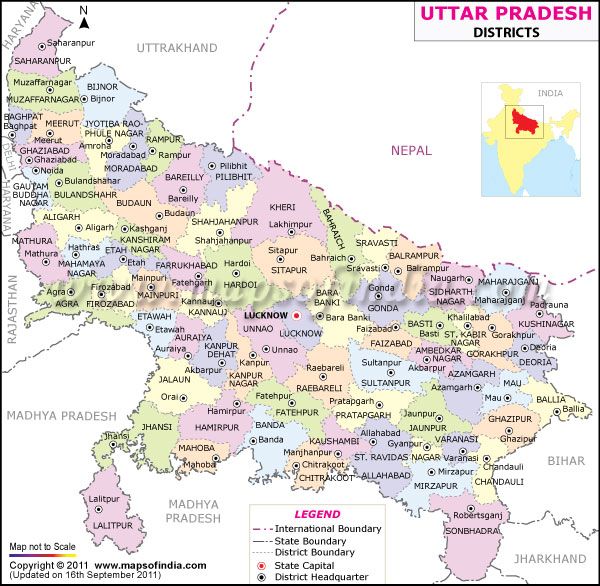 UTTAR PRADESH
DISTRICTS
N
INDIA
HARYANA
UTTRAKHAND
NEPAL
Saharanpur
SAHARANPUR
Muzaffarnagar
MUZAFFARNAGAR
BIJNOR
Bijnor
BAGHPAT
Baghpat
MEERUT
Meerut
JYOTIBA RAO
PHULE NAGAR
Amroha
RAMPUR
Rampur
DELHI
GHAZIABAD
Ghaziabad
Moradabad
MORADABAD
Noida
GAUTAM
BUDDHA
NAGAR
HARYANA
Bulandshahar
BULANDSHAHR
BAREILLY
Bareilly
Pilibhit
PILIBHIT
BUDAUN
Budaun
KHERI
Lakhimpur
BAHRAICH
Bahraich
SRAVASTI
Sravasti
BALRAMPUR
Balrampur
ALIGARH
Aligarh
Kashganj
KANSHIRAM
NAGAR
SHAHJAHANPUR
Shahjahanpur
MATHURA
Mathura
Hathras
MAHAMAYA
NAGAR
ETAH
Etah
FARRUKHABAD
Fatehgarh
Hardoi
HARDOI
Sitapur
SITAPUR
RAJASTHAN
Agra
AGRA
Firozabad
FIROZABAD
Mainpuri
MAINPURI
Kannauj
KANNAUJ
BARA
BANKI
Bara Banki
Gonda
GONDA
Naugarh
SIDHARTH
NAGAR
MAHARAJGANJ
Maharajganj
Padrauna
KUSHINAGAR
LUCKNOW
LUCKNOW
UNNAO
Unnao
ETAWAH
Etawah
AURAIYA
Auraiya
KANPUR
DEHAT
Akbarpur
Kanpur
KANPUR
NAGAR
Faizabad
FAIZABAD
BASTI
Basti
Khalilabad
ST. KABIR
NAGAR
Gorakhpur
GORAKHPUR
Deoria
DEORIA
Raebareli
RAEBARELI
Sultanpur
SULTANPUR
AMBEDKAR
NAGAR
Akbarpur
AZAMGARH
Azamgarh
MAU
Mau
BALLIA
Ballia
JALAUN
Orai
Hamirpur
HAMIRPUR
Fatehpur
FATEHPUR
Pratapgarh
PRATAPGARH
Jaunpur
JAUNPUR
GHAZIPUR
Ghazipur
MADHYA PRADESH
Jhansi
JHANSI
MAHOBA
Mahoba
BANDA
Banda
KAUSHAMBI
Manjhanpur
Chitrakoot
CHITRAKOOT
Allahabad
ALLAHABAD
Gyanpur
ST. RAVIDAS
NAGAR
VARANASI
Varanasi
Mirzapur
MIRZAPUR
Chandauli
CHANDAULI
BIHAR
Lalitpur
LALITPUR
MADHYA
PRADESH
Robertsganj
SONBHADRA
JHARKHAND
LEGEND
International Boundary
State Boundary
District Boundary
State Capital
District Headquarter
Map not to Scale
Copyright © 2011 www.mapsofindia.com
(Updated on 16th September 2011)